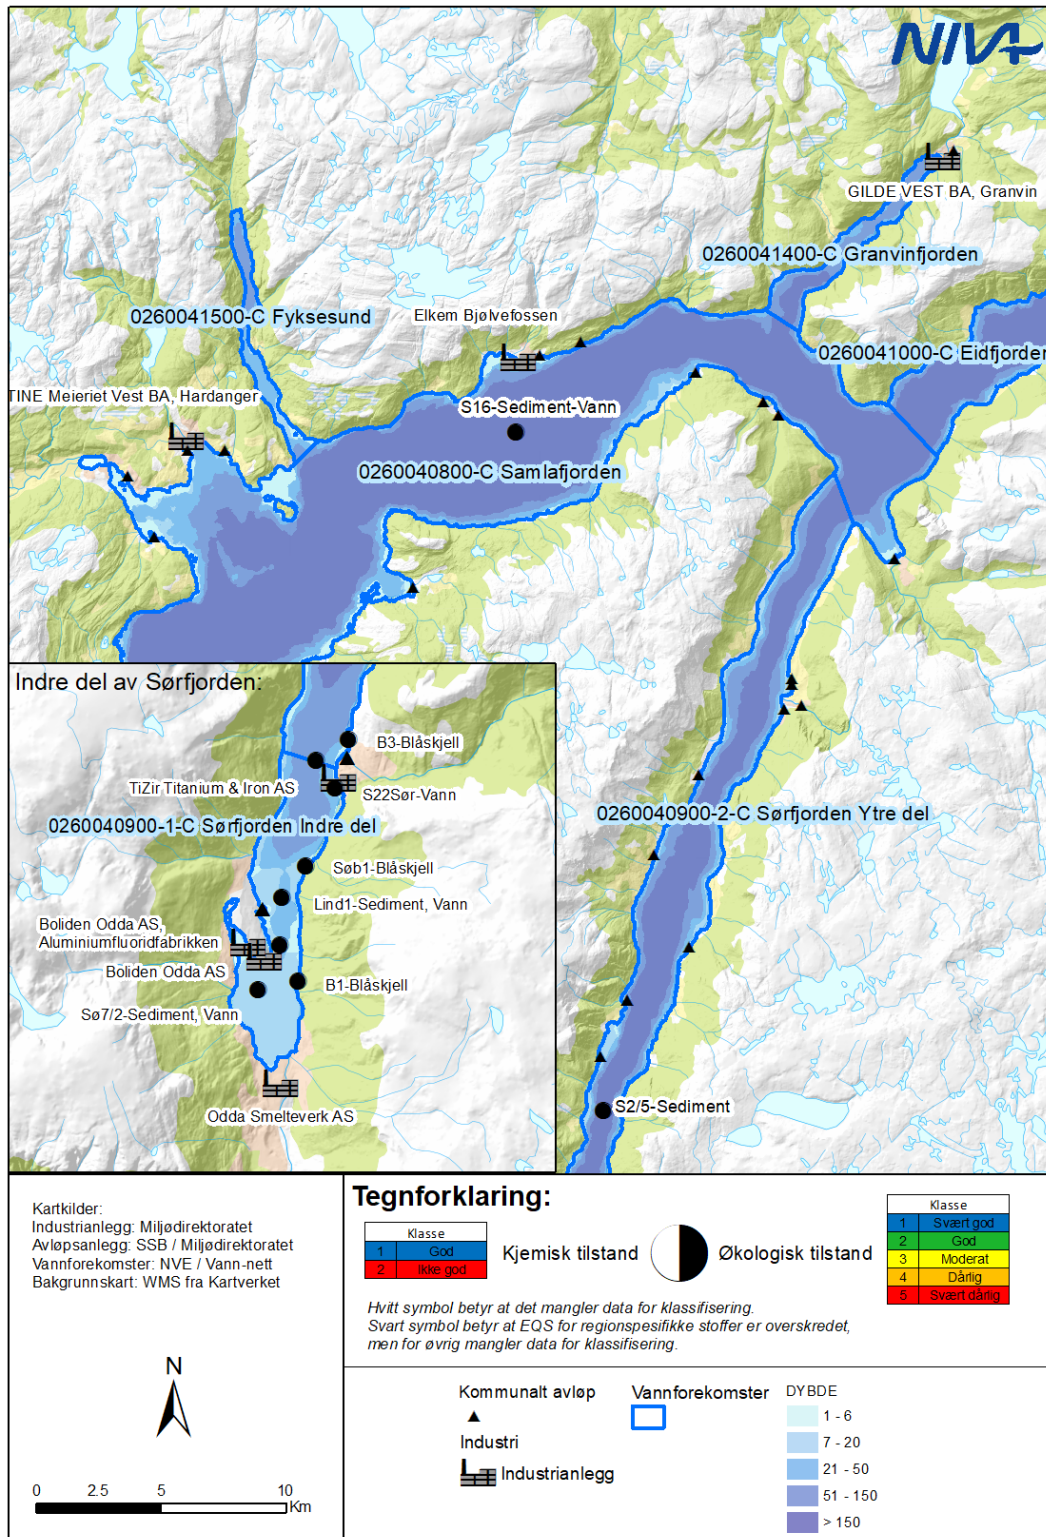 NIVA
GILDE VEST BA, Granvin
0260041400-C Granvinfjorden
0260041500-C Fyksesund
Elkem Bjølvefossen
0260041000-C Eidfjorden
TINE Meieriet Vest BA, Hardanger
S16-Sediment-Vann
0260040800-C Samlafjorden
Indre del av Sørfjorden:
B3-Blåskjell
TiZir Titanium & Iron AS
S22Sør-Vann
0260040900-1-C Sørfjorden Indre del
0260040900-2-C Sørfjorden Ytre del
Søb1-Blåskjell
Lind1-Sediment, Vann
Boliden Odda AS,
Aluminiumfluoridfabrikken
Boliden Odda AS
B1-Blåskjell
Sø7/2-Sediment, Vann
Odda Smelteverk AS
S2/5-Sediment
Kartkilder:
Industrianlegg: Miljødirektoratet
Avløpsanlegg: SSB / Miljødirektoratet
Vannforekomster: NVE / Vann-nett
Bakgrunnskart: WMS fra Kartverket
N
0 2.5 5 10
Km
Tegnforklaring:
Klasse
1 God
2 Ikke god
Kjemisk tilstand
Økologisk tilstand
Klasse
1 Svært god
2 God
3 Moderat
4 Dårlig
5 Svært dårlig
Hvitt symbol betyr at det mangler data for klassifisering.
Svart symbol betyr at EQS for regionspesifikke stoffer er overskredet,
men for øvrig mangler data for klassifisering.
Kommunalt avløp
Industri
Industrianlegg
Vannforekomster
DYBDE
1 - 6
7 - 20
21 - 50
51 - 150
> 150